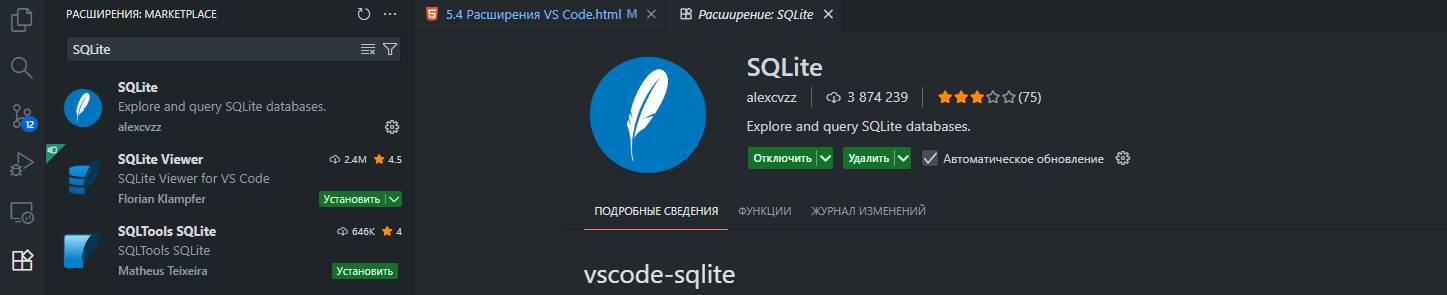 РАСШИРЕНИЯ: MARKETPLACE
SQLite
SQLite
Explore and query SQLite databases.
alexcvzz
12
SQLite Viewer 2.4M 4.5
SQLite Viewer for VS Code
Florian Klampfer Установить
SQLTools SQLite 646K 4
SQLTools SQLite
Matheus Teixeira Установить
5.4 Расширения VS Code.html M Расширение: SQLite
SQLite
alexcvzz 3 874 239 (75)
Explore and query SQLite databases.
Отключить Удалить Автоматическое обновление
ПОДРОБНЫЕ СВЕДЕНИЯ ФУНКЦИИ ЖУРНАЛ ИЗМЕНЕНИЙ
vscode-sqlite